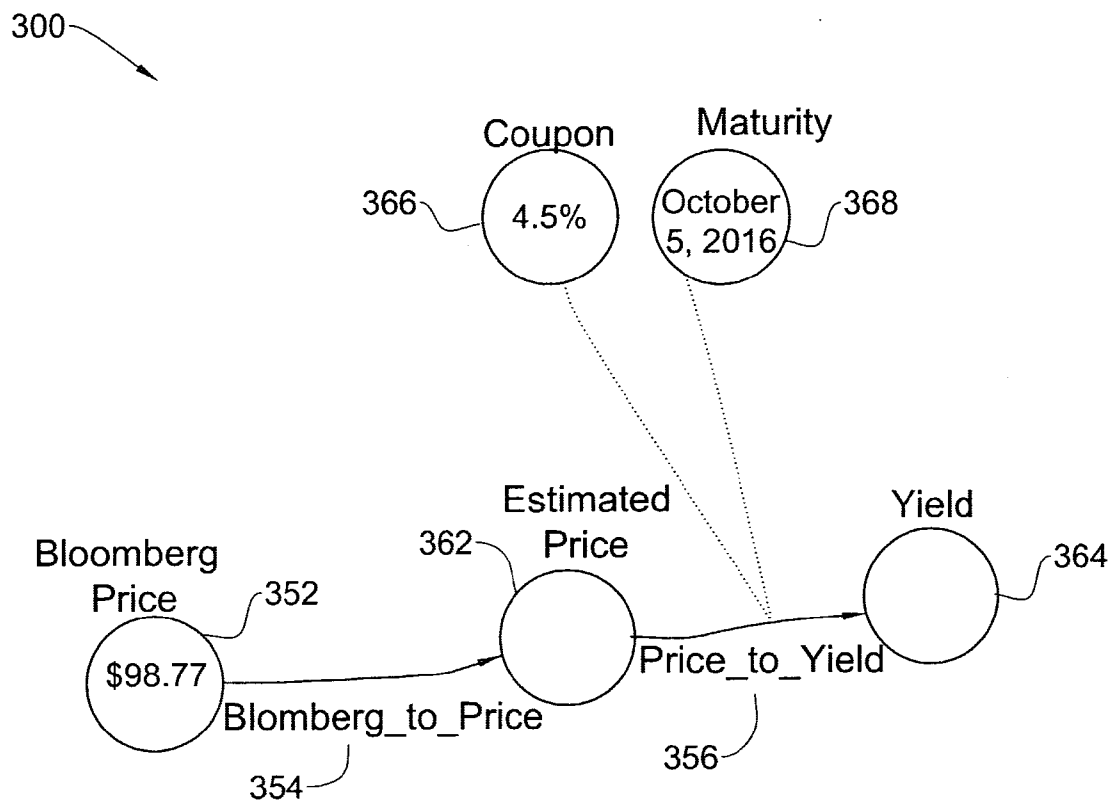 300
Coupon
Maturity
366
4.5%
October
5, 2016
368
Estimated
Price
Yield
362
364
Bloomberg
Price
352
$98.77
Price_to_Yield
Blomberg_to_Price
356
354